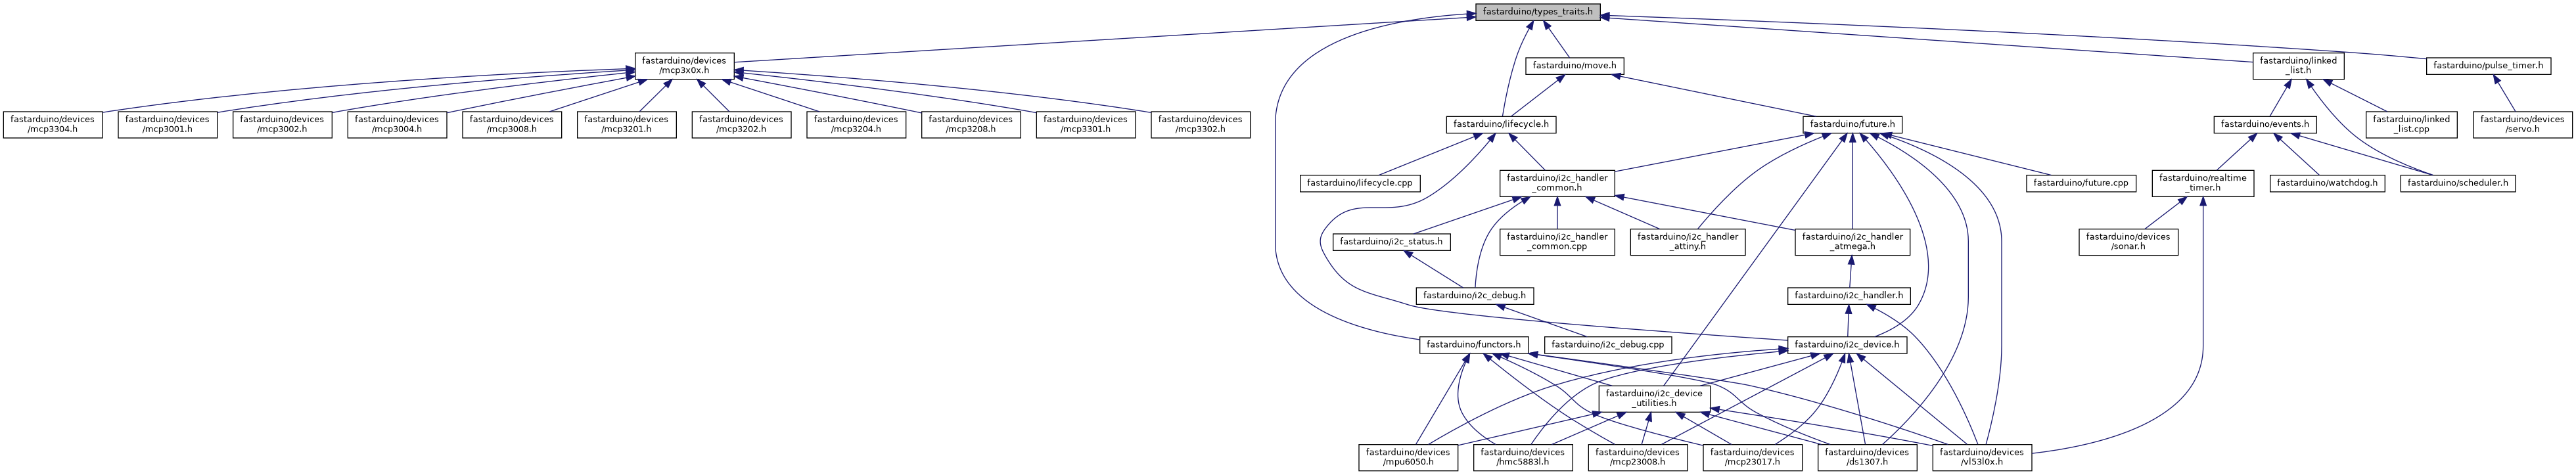 fastarduino/types_traits.h
fastarduino/devices
/mcp3x0x.h
fastarduino/move.h
fastarduino/linked
_list.h
fastarduino/pulse_timer.h
fastarduino/devices
/mcp3304.h
fastarduino/devices
/mcp3001.h
fastarduino/devices
/mcp3002.h
fastarduino/devices
/mcp3004.h
fastarduino/devices
/mcp3008.h
fastarduino/devices
/mcp3201.h
fastarduino/devices
/mcp3202.h
fastarduino/devices
/mcp3204.h
fastarduino/devices
/mcp3208.h
fastarduino/devices
/mcp3301.h
fastarduino/devices
/mcp3302.h
fastarduino/lifecycle.h
fastarduino/future.h
fastarduino/events.h
fastarduino/linked
_list.cpp
fastarduino/devices
/servo.h
fastarduino/lifecycle.cpp
fastarduino/i2c_handler
_common.h
fastarduino/future.cpp
fastarduino/realtime
_timer.h
fastarduino/watchdog.h
fastarduino/scheduler.h
fastarduino/i2c_status.h
fastarduino/i2c_handler
_common.cpp
fastarduino/i2c_handler
_attiny.h
fastarduino/i2c_handler
_atmega.h
fastarduino/devices
/sonar.h
fastarduino/i2c_debug.h
fastarduino/i2c_handler.h
fastarduino/functors.h
fastarduino/i2c_debug.cpp
fastarduino/i2c_device.h
fastarduino/i2c_device
_utilities.h
fastarduino/devices
/mpu6050.h
fastarduino/devices
/hmc5883l.h
fastarduino/devices
/mcp23008.h
fastarduino/devices
/mcp23017.h
fastarduino/devices
/ds1307.h
fastarduino/devices
/vl53l0x.h